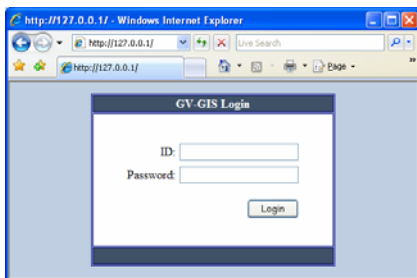 http://127.0.0.1/ - Windows Internet Explorer
http://127.0.0.1/
Live Search
http://127.0.0.1/
Page
GV-GIS Login
ID:
Password:
Login